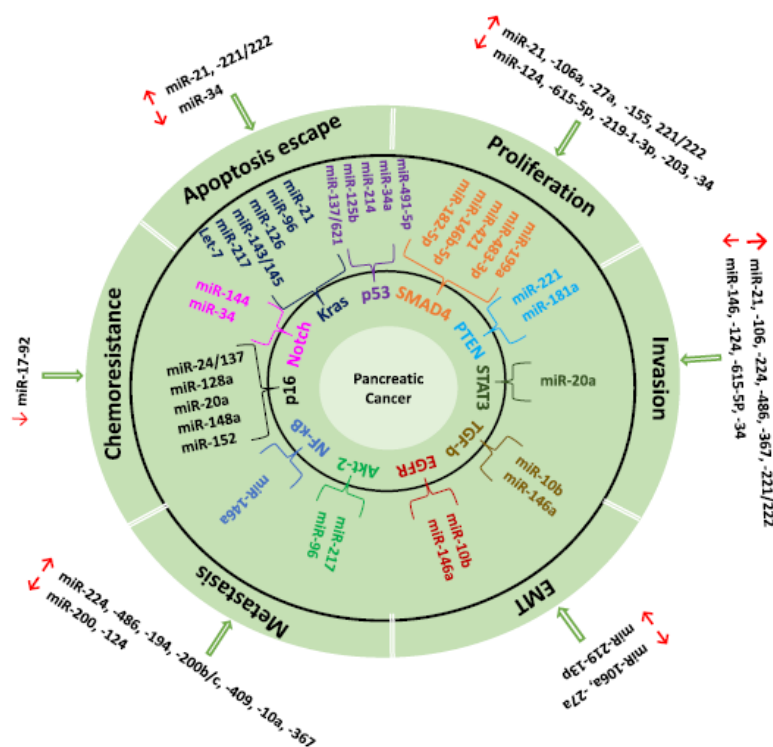 miR-21, -221/222
miR-34
miR-21, -106a, -27a, -155, 221/222
miR-124, -615-5p, -219-1-3p, -203, -34
Apoptosis escape
Proliferation
Invasion
miR-21, -106, -224, -486, -367, -221/222
miR-146, -124, -615-5P, -34
EMT
miR-106a, -27a
miR-219-13p
Metastasis
miR-224, -486, -194, -200b/c, -409, -10a, -367
miR-200, -124
Chemoresistance
miR-17-92
Pancreatic
Cancer
p53
miR-491-5p
miR-34a
miR-214
miR-125b
miR-137/621
SMAD4
miR-199a
miR-483-3p
miR-421
miR-146b-5p
miR-182-5p
PTEN
miR-221
miR-181a
STAT3
miR-20a
TGF-b
miR-10b
miR-146a
EGFR
miR-10b
miR-146a
Akt-2
miR-217
miR-96
NF-kB
miR-146a
p16
miR-24/137
miR-128a
miR-20a
miR-148a
miR-152
Notch
miR-144
miR-34
Kras
miR-21
miR-96
miR-126
miR-143/145
miR-217
Let-7